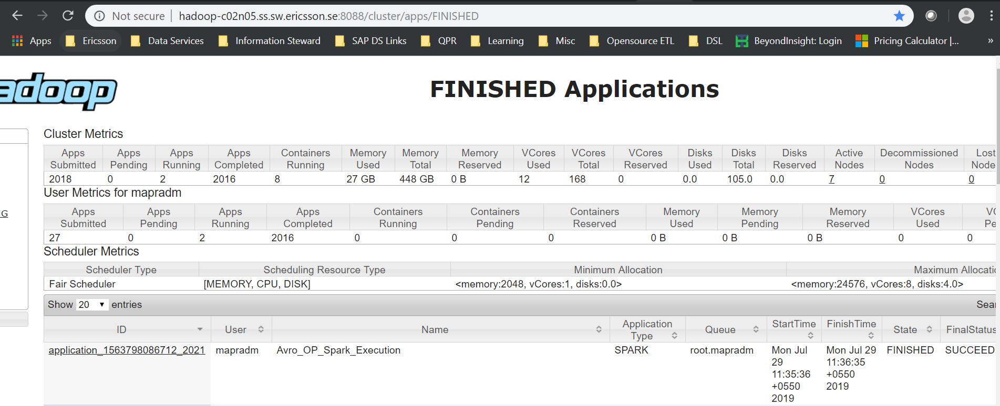 Not secure | hadoop-c02n05.ss.sw.ericsson.se:8088/cluster/apps/FINISHED
Apps Ericsson Data Services Information Steward SAP DS Links QPR Learning Misc Opensource ETL DSL BeyondInsight: Login Pricing Calculator |... »
adoop
FINISHED Applications
G
Cluster Metrics
Apps Submitted Apps Pending Apps Running Apps Completed Containers Running Memory Used Memory Total Memory Reserved VCores Used VCores Total VCores Reserved Disks Used Disks Total Disks Reserved Active Nodes Decommissioned Nodes Lost Node
2018 0 2 2016 8 27 GB 448 GB 0 B 12 168 0 0.0 105.0 0.0 7 0 0
User Metrics for mapradm
Apps Submitted Apps Pending Apps Running Apps Completed Containers Running Containers Pending Containers Reserved Memory Used Memory Pending Memory Reserved VCores Used VC Pe
27 0 2 2016 0 0 0 0 B 0 B 0 B 0 0
Scheduler Metrics
Scheduler Type Scheduling Resource Type Minimum Allocation Maximum Allocatio
Fair Scheduler [MEMORY, CPU, DISK] <memory:2048, vCores:1, disks:0.0> <memory:24576, vCores:8, disks:4.0>
Show 20 entries Sear
ID User Name Application Type Queue StartTime FinishTime State FinalStatus
application_1563798086712_2021 mapradm Avro_OP_Spark_Execution SPARK root.mapradm Mon Jul 29 11:35:36 +0550 2019 Mon Jul 29 11:36:35 +0550 2019 FINISHED SUCCEED